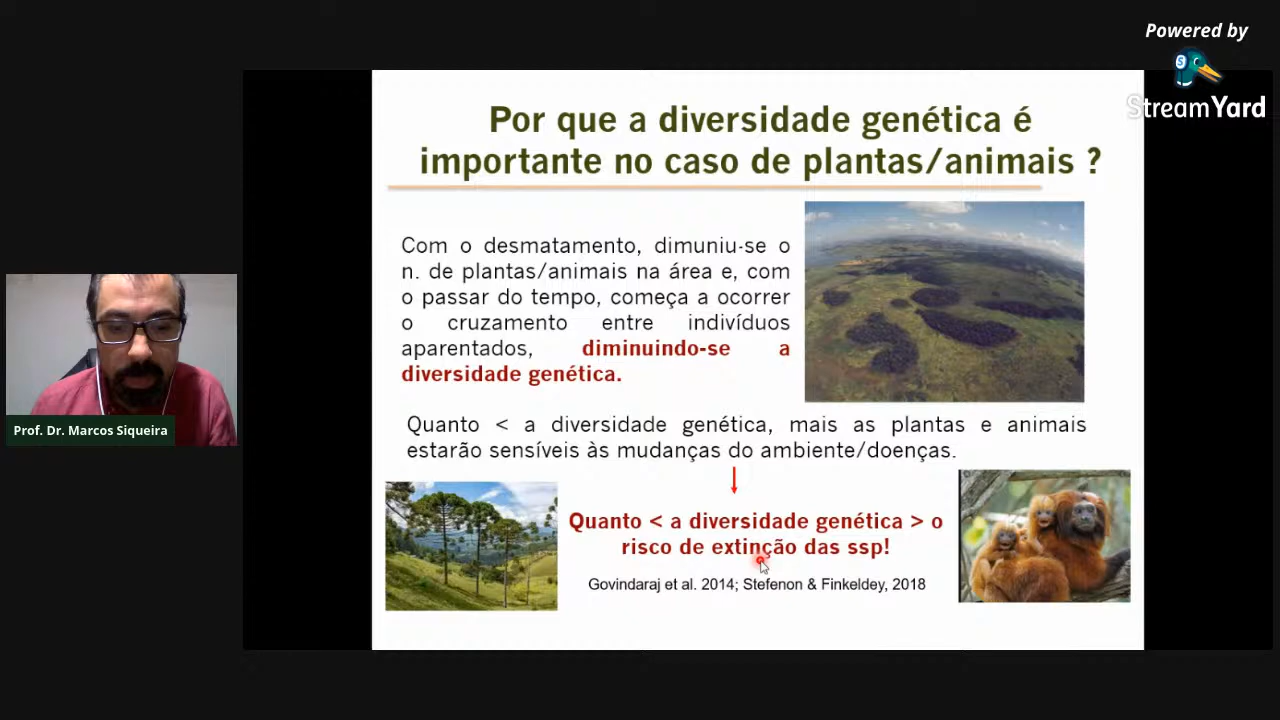 Powered by
StreamYard
Por que a diversidade genética é
importante no caso de plantas/animais ?
Com o desmatamento, dimuniu-se o
n. de plantas/animais na área e, com
o passar do tempo, começa a ocorrer
o cruzamento entre indivíduos
aparentados, diminuindo-se a
diversidade genética.
Quanto < a diversidade genética, mais as plantas e animais
estarão sensíveis às mudanças do ambiente/doenças.
Quanto < a diversidade genética > o
risco de extinção das ssp!
Govindaraj et al. 2014; Stefenon & Finkeldey, 2018
Prof. Dr. Marcos Siqueira